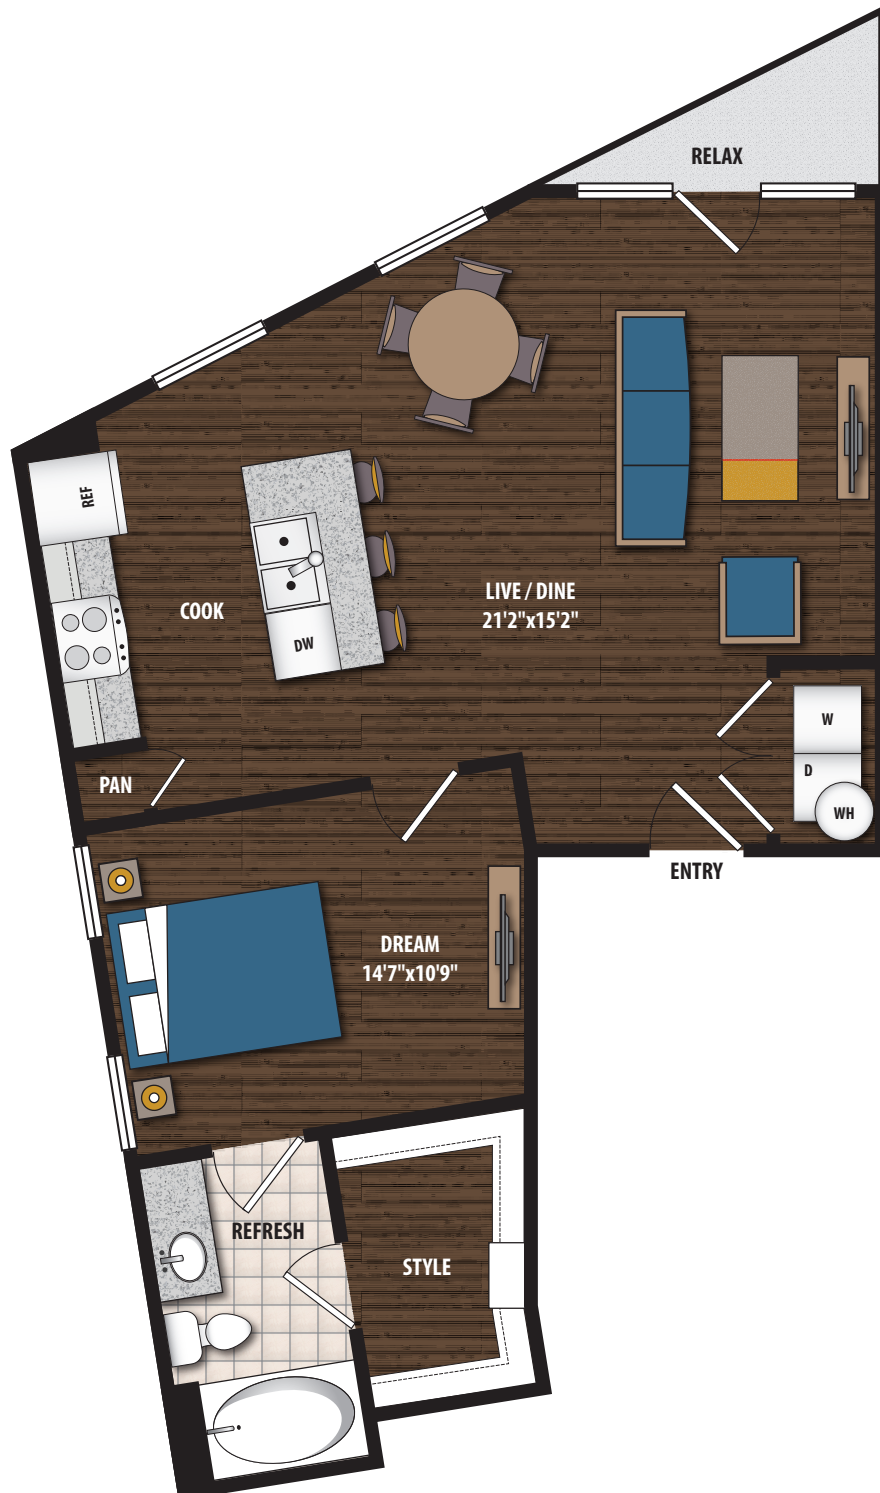 RELAX
REF
COOK
LIVE / DINE
21'2"x15'2"
DW
W
D
WH
PAN
ENTRY
DREAM
14'7"x10'9"
REFRESH
STYLE